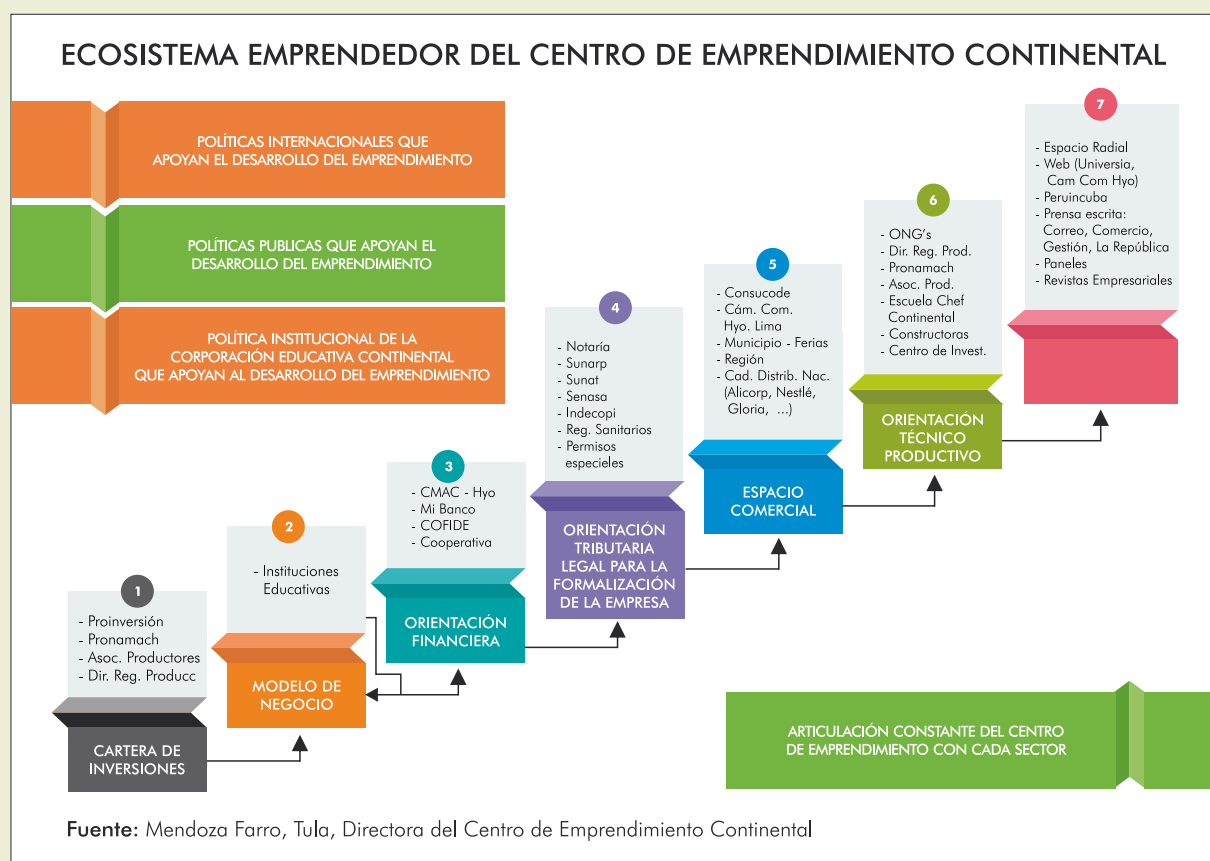 ECOSISTEMA EMPRENDEDOR DEL CENTRO DE EMPRENDIMIENTO CONTINENTAL
POLÍTICAS INTERNACIONALES QUE
APOYAN EL DESARROLLO DEL EMPRENDIMIENTO
POLÍTICAS PUBLICAS QUE APOYAN EL
DESARROLLO DEL EMPRENDIMIENTO
POLÍTICA INSTITUCIONAL DE LA
CORPORACIÓN EDUCATIVA CONTINENTAL
QUE APOYAN AL DESARROLLO DEL EMPRENDIMIENTO
1
- Proinversión
- Pronamach
- Asoc. Productores
- Dir. Reg. Producc
CARTERA DE
INVERSIONES
2
- Instituciones
Educativas
MODELO DE
NEGOCIO
3
- CMAC - Hyo
- Mi Banco
- COFIDE
- Cooperativa
ORIENTACIÓN
FINANCIERA
4
- Notaría
- Sunarp
- Sunat
- Senasa
- Indecopi
- Reg. Sanitarios
- Permisos
especieles
ORIENTACIÓN
TRIBUTARIA
LEGAL PARA LA
FORMALIZACIÓN
DE LA EMPRESA
5
- Consucode
- Cám. Com.
Hyo. Lima
- Municipio - Ferias
- Región
- Cad. Distrib. Nac.
(Alicorp, Nestlé,
Gloria, ...)
ESPACIO
COMERCIAL
6
- ONG's
- Dir. Reg. Prod.
- Pronamach
- Asoc. Prod.
- Escuela Chef
Continental
- Constructoras
- Centro de Invest.
ORIENTACIÓN
TÉCNICO
PRODUCTIVO
7
- Espacio Radial
- Web (Universia,
Cam Com Hyo)
- Peruincuba
- Prensa escrita:
Correo, Comercio,
Gestión, La República
- Paneles
- Revistas Empresariales
ARTICULACIÓN CONSTANTE DEL CENTRO
DE EMPRENDIMIENTO CON CADA SECTOR
Fuente: Mendoza Farro, Tula, Directora del Centro de Emprendimiento Continental